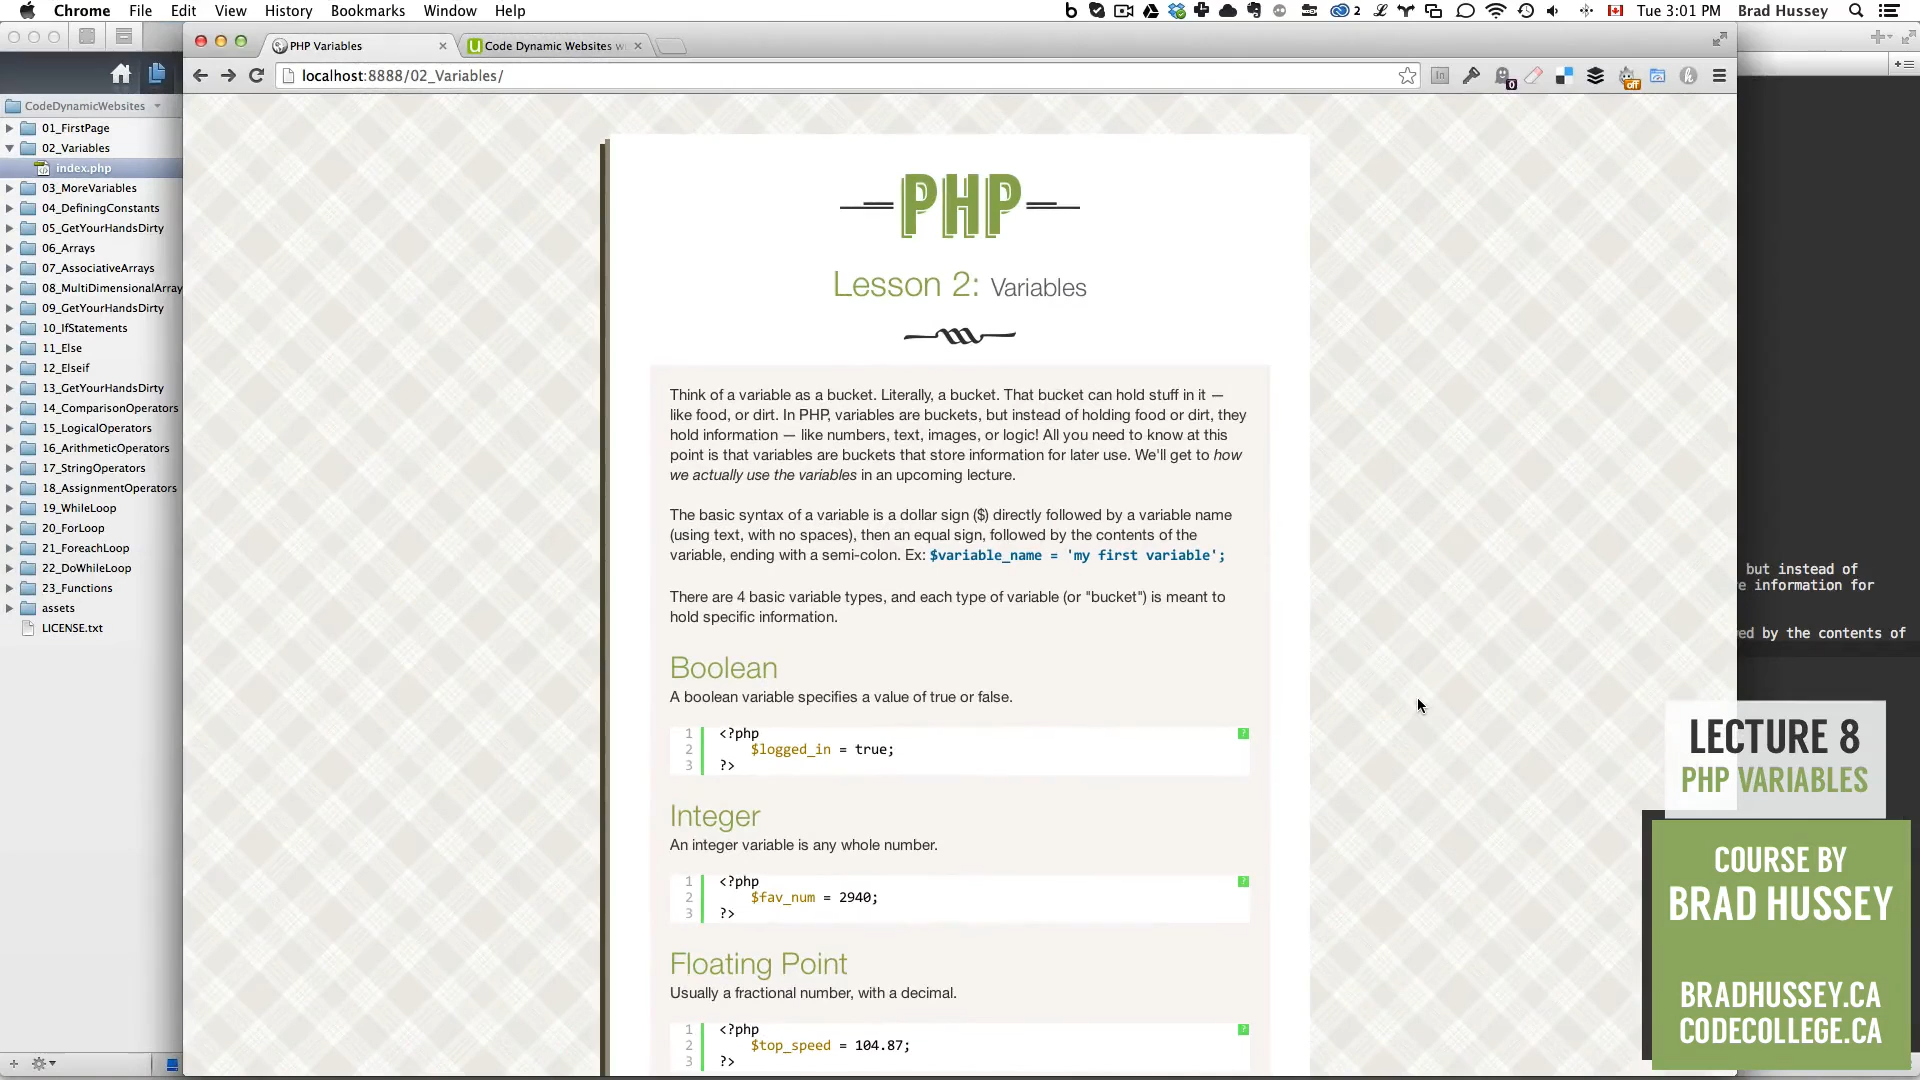 Chrome File Edit View History Bookmarks Window Help
2
Tue 3:01 PM Brad Hussey
PHP Variables
Code Dynamic Websites w
localhost:8888/02_Variables/
In
0
off
CodeDynamicWebsites
01_FirstPage
02_Variables
index.php
03_MoreVariables
04_DefiningConstants
05_GetYourHandsDirty
06_Arrays
07_AssociativeArrays
08_MultiDimensionalArray
09_GetYourHandsDirty
10_IfStatements
11_Else
12_Elseif
13_GetYourHandsDirty
14_ComparisonOperators
15_LogicalOperators
16_ArithmeticOperators
17_StringOperators
18_AssignmentOperators
19_WhileLoop
20_ForLoop
21_ForeachLoop
22_DoWhileLoop
23_Functions
assets
LICENSE.txt
PHP
Lesson 2: Variables
Think of a variable as a bucket. Literally, a bucket. That bucket can hold stuff in it —
like food, or dirt. In PHP, variables are buckets, but instead of holding food or dirt, they
hold information — like numbers, text, images, or logic! All you need to know at this
point is that variables are buckets that store information for later use. We'll get to how
we actually use the variables in an upcoming lecture.
The basic syntax of a variable is a dollar sign ($) directly followed by a variable name
(using text, with no spaces), then an equal sign, followed by the contents of the
variable, ending with a semi-colon. Ex: $variable_name = 'my first variable';
There are 4 basic variable types, and each type of variable (or "bucket") is meant to
hold specific information.
Boolean
A boolean variable specifies a value of true or false.
1 <?php
2 $logged_in = true;
3 ?>
?
Integer
An integer variable is any whole number.
1 <?php
2 $fav_num = 2940;
3 ?>
?
Floating Point
Usually a fractional number, with a decimal.
1 <?php
2 $top_speed = 104.87;
3 ?>
?
but instead of
e information for
ed by the contents of
LECTURE 8
PHP VARIABLES
COURSE BY
BRAD HUSSEY
BRADHUSSEY.CA
CODECOLLEGE.CA